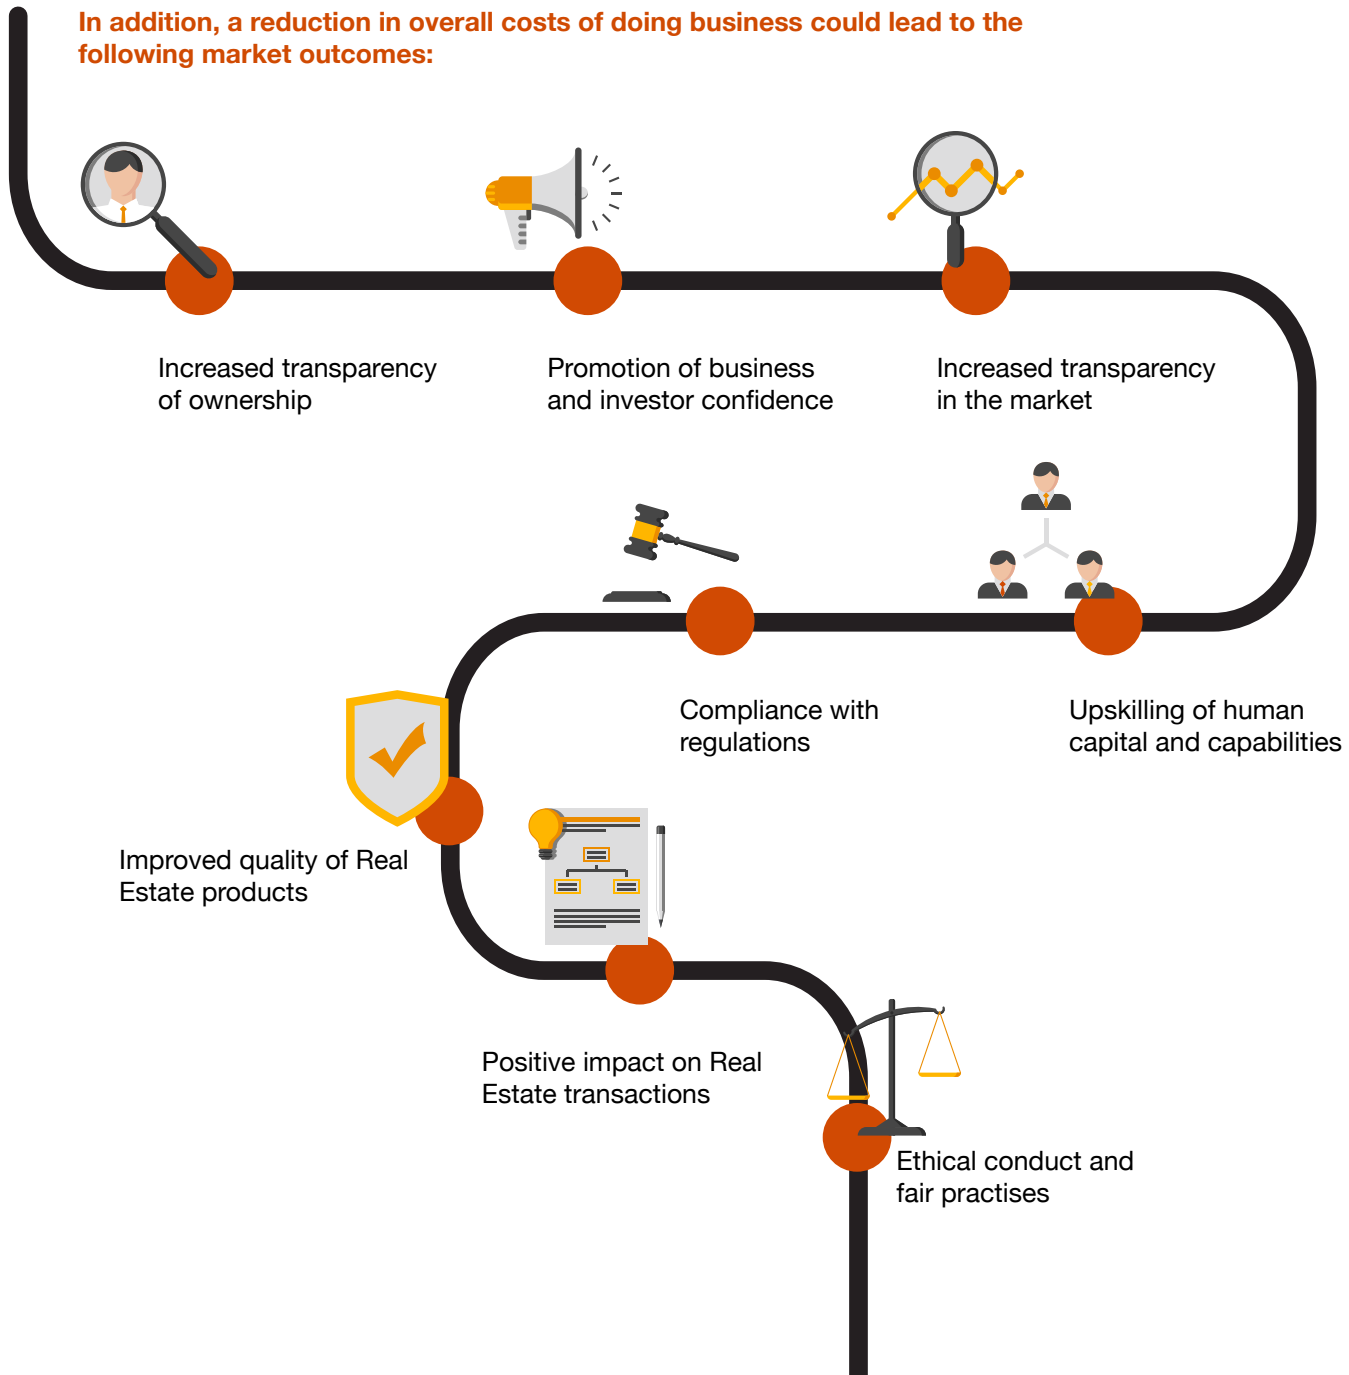 In addition, a reduction in overall costs of doing business could lead to the
following market outcomes:
Increased transparency
of ownership
Promotion of business
and investor confidence
Increased transparency
in the market
Upskilling of human
capital and capabilities
Compliance with
regulations
Improved quality of Real
Estate products
Positive impact on Real
Estate transactions
Ethical conduct and
fair practises